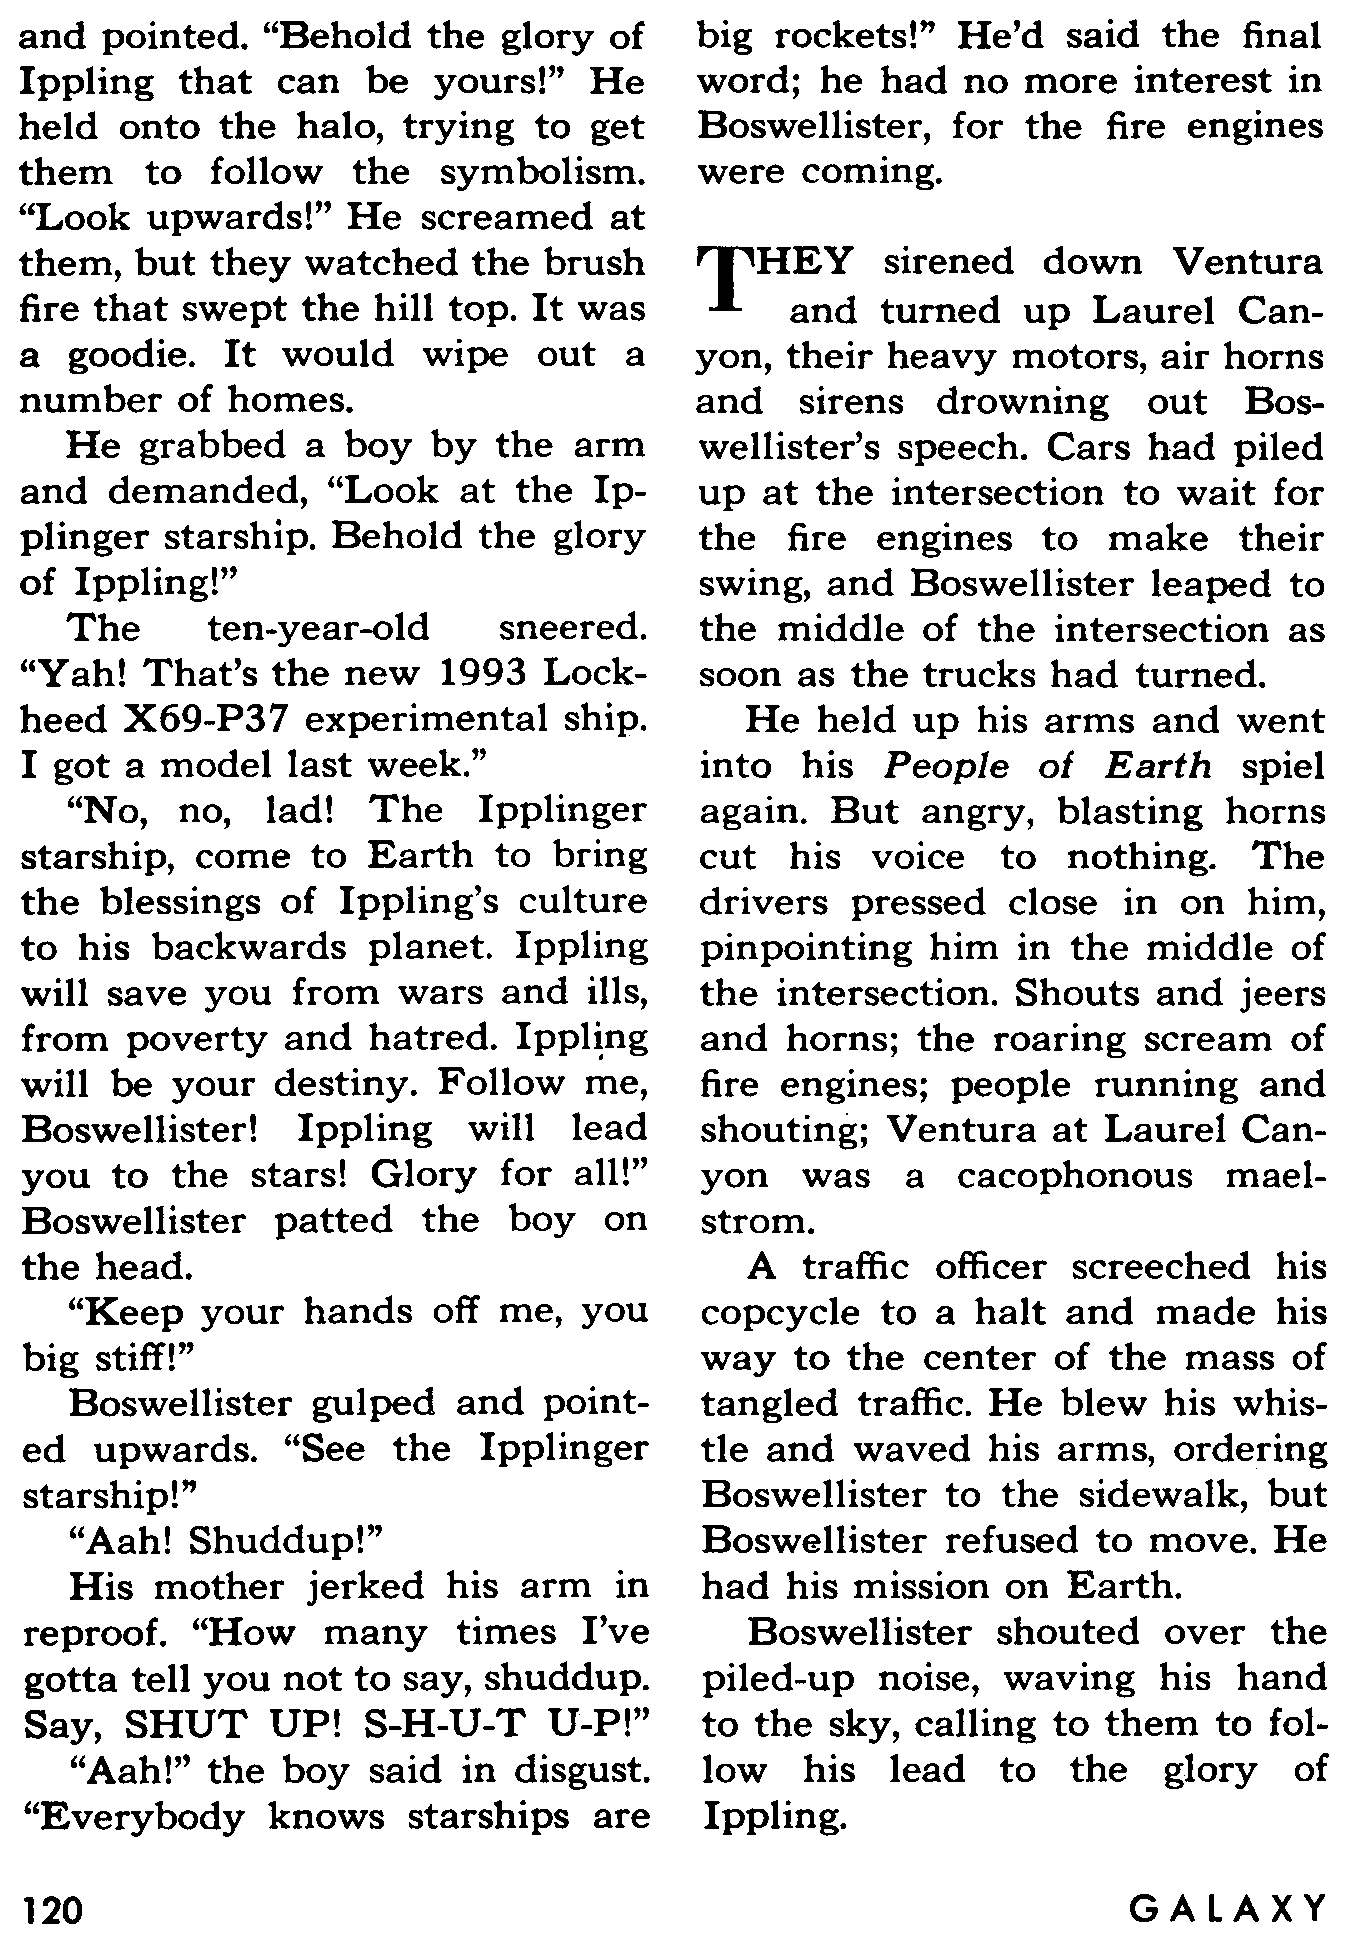 and pointed. “Behold the glory of
Ippling that can be yours!” He
held onto the halo, trying to get
them to follow the symbolism.
“Look upwards!” He screamed at
them, but they watched the brush
fire that swept the hill top. It was
a goodie. It would wipe out a
number of homes.
He grabbed a boy by the arm
and demanded, “Look at the Ip-
plinger starship. Behold the glory
of Ippling!”
The ten-year-old sneered.
“Yah! That’s the new 1993 Lock-
heed X69-P37 experimental ship.
I got a model last week.”
“No, no, lad! The Ipplinger
starship, come to Earth to bring
the blessings of Ippling’s culture
to his backwards planet. Ippling
will save you from wars and ills,
from poverty and hatred. Ippling
will be your destiny. Follow me,
Boswellister! Ippling will lead
you to the stars! Glory for all!”
Boswellister patted the boy on
the head.
“Keep your hands off me, you
big stiff!”
Boswellister gulped and point-
ed upwards. “See the Ipplinger
starship!”
“Aah! Shuddup!”
His mother jerked his arm in
reproof. “How many times I’ve
gotta tell you not to say, shuddup.
Say, SHUT UP! S-H-U-T U-P!”
“Aah!” the boy said in disgust.
“Everybody knows starships are
big rockets!” He’d said the final
word; he had no more interest in
Boswellister, for the fire engines
were coming.
THEY sirened down Ventura
and turned up Laurel Can-
yon, their heavy motors, air horns
and sirens drowning out Bos-
wellister’s speech. Cars had piled
up at the intersection to wait for
the fire engines to make their
swing, and Boswellister leaped to
the middle of the intersection as
soon as the trucks had turned.
He held up his arms and went
into his People of Earth spiel
again. But angry, blasting horns
cut his voice to nothing. The
drivers pressed close in on him,
pinpointing him in the middle of
the intersection. Shouts and jeers
and horns; the roaring scream of
fire engines; people running and
shouting; Ventura at Laurel Can-
yon was a cacophonous mael-
strom.
A traffic officer screeched his
copcycle to a halt and made his
way to the center of the mass of
tangled traffic. He blew his whis-
tle and waved his arms, ordering
Boswellister to the sidewalk, but
Boswellister refused to move. He
had his mission on Earth.
Boswellister shouted over the
piled-up noise, waving his hand
to the sky, calling to them to fol-
low his lead to the glory of
Ippling.
120
GALAXY